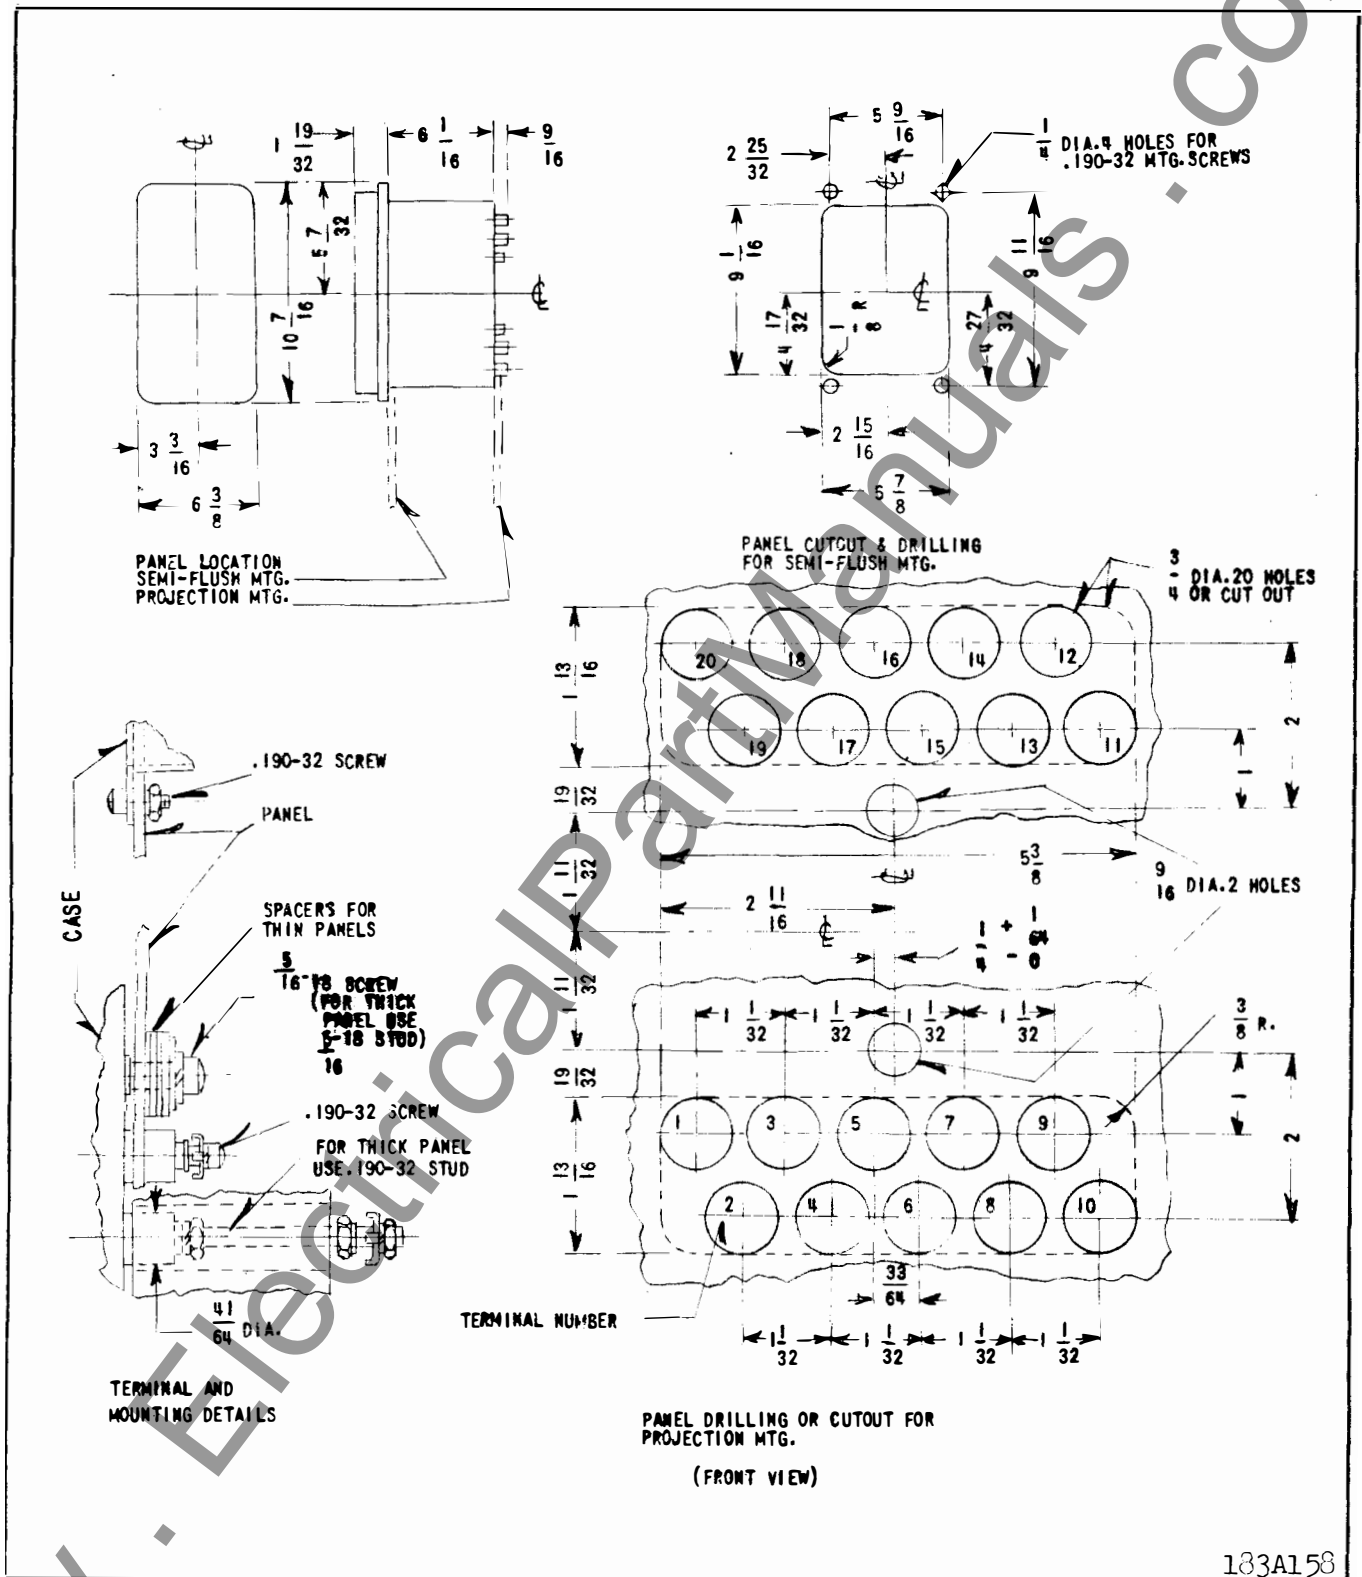 1 19/32
6 1/16
9/16
5 7/32
10 7/16
3 3/16
6 3/8
PANEL LOCATION
SEMI-FLUSH MTG.
PROJECTION MTG.
5 9/16
2 25/32
1/4 DIA.4 HOLES FOR
.190-32 MTG.SCREWS
9 1/16
4 17/32
1/8 R
9 11/16
4 27/32
2 15/16
5 7/8
PANEL CUTOUT & DRILLING
FOR SEMI-FLUSH MTG.
3/4 DIA.20 HOLES
OR CUT OUT
20 18 16 14 12
19 17 15 13 11
1 13/16
19/32
1 11/32
2
1
5 3/8
2 11/16
9/16 DIA.2 HOLES
1/4 + 1/64 - 0
1 11/32
19/32
1 13/16
1 1/32
1 1/32
1 1/32
1 1/32
3/8 R.
1
2
1 3 5 7 9
2 4 6 8 10
33/64
1 1/32
1 1/32
1 1/32
1 1/32
TERMINAL NUMBER
PANEL DRILLING OR CUTOUT FOR
PROJECTION MTG.
(FRONT VIEW)
.190-32 SCREW
PANEL
CASE
SPACERS FOR
THIN PANELS
5/16-18 SCREW
(FOR THICK
PANEL USE
5/16-18 STUD)
.190-32 SCREW
FOR THICK PANEL
USE.190-32 STUD
41/64 DIA.
TERMINAL AND
MOUNTING DETAILS
183A158
. ElectricalPartManuals . co